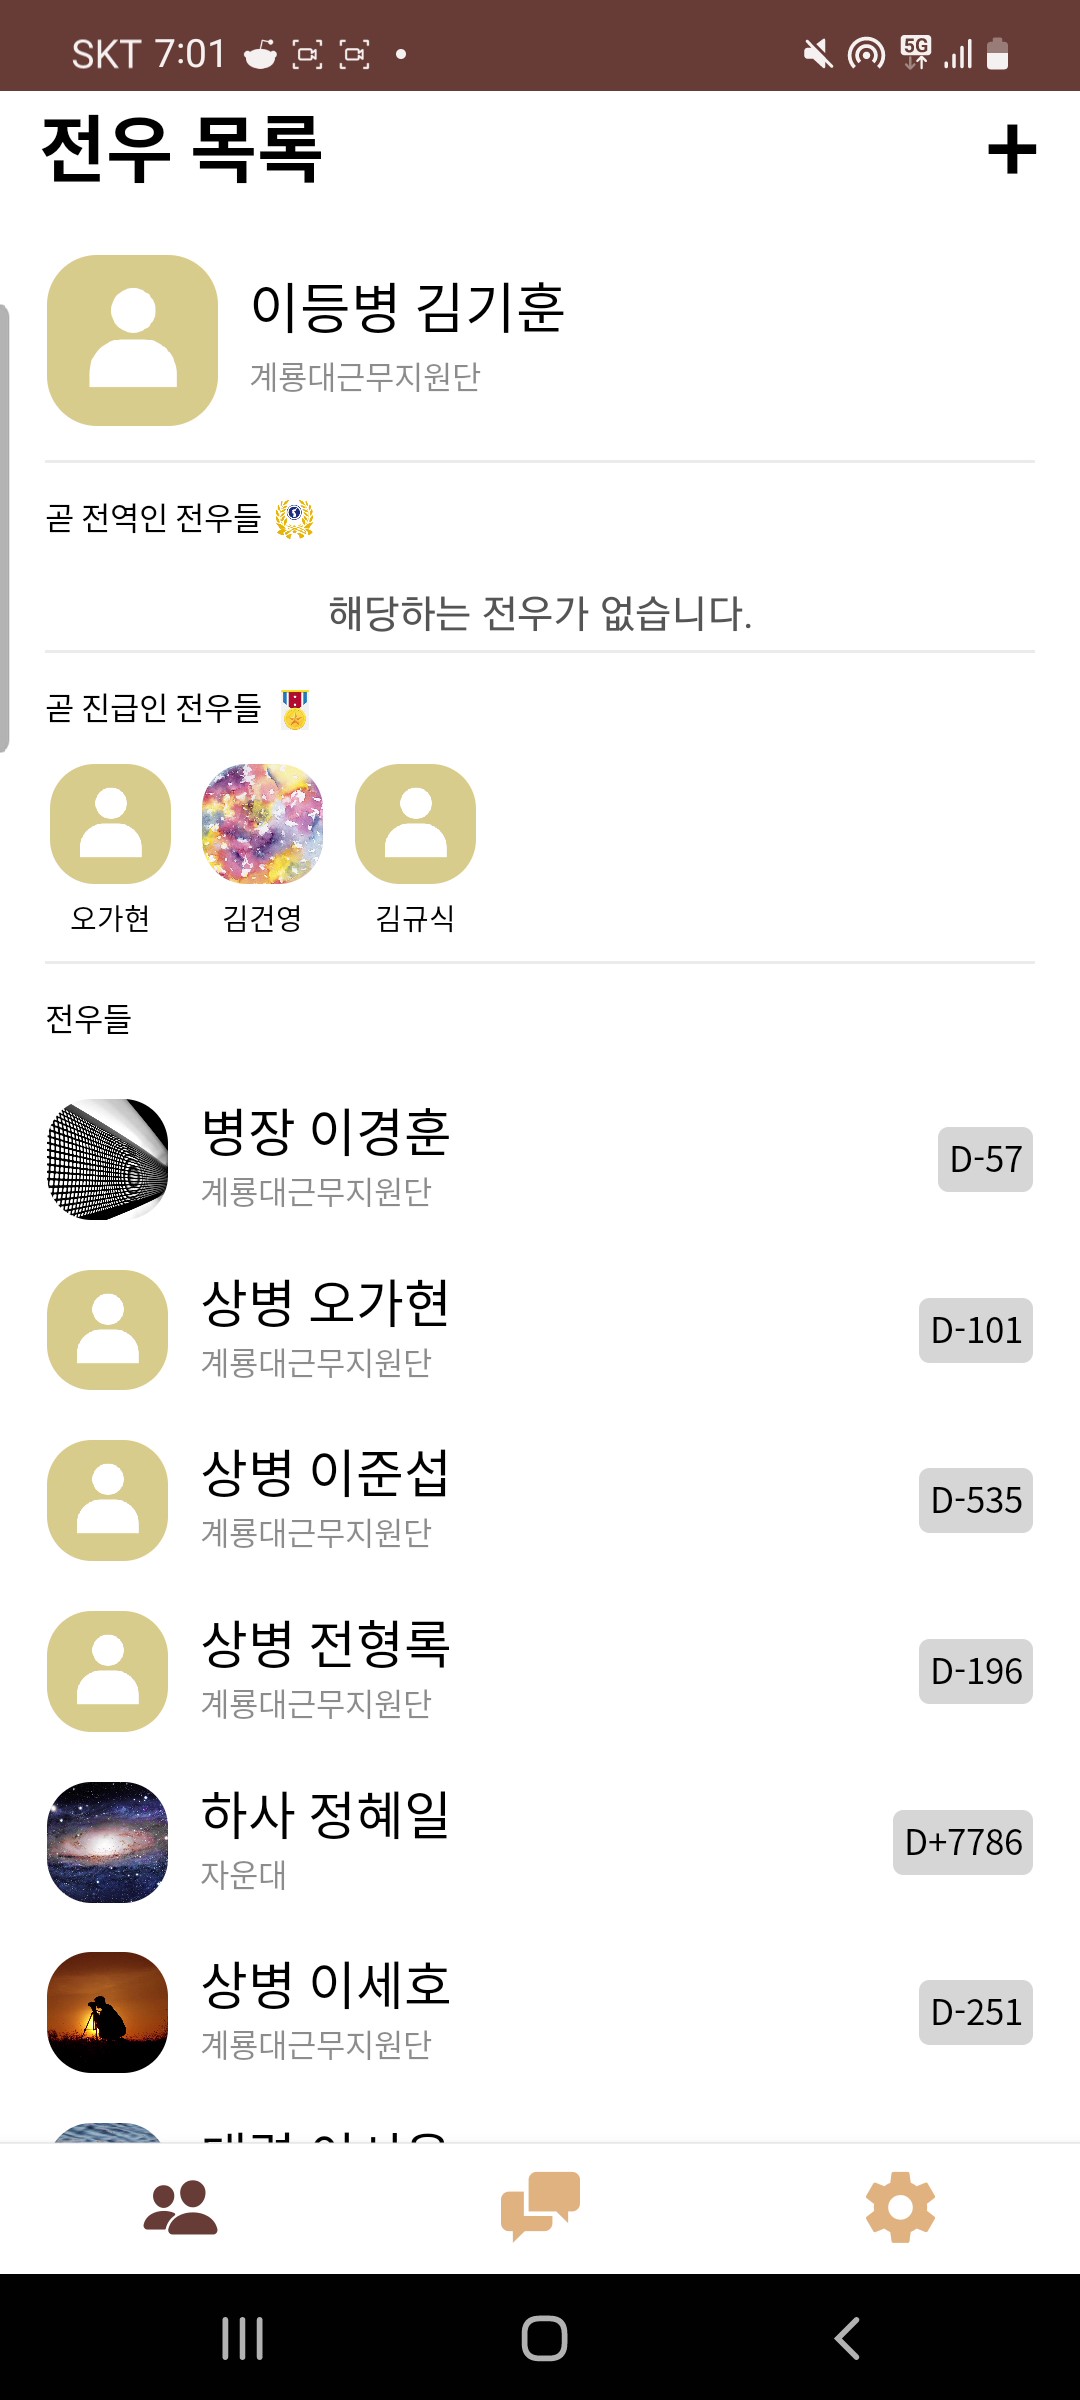 SKT 7:01
5G
전우 목록
이등병 김기훈
계룡대근무지원단
곧 전역인 전우들
해당하는 전우가 없습니다.
곧 진급인 전우들
오가현 김건영 김규식
전우들
병장 이경훈
계룡대근무지원단
D-57
상병 오가현
계룡대근무지원단
D-101
상병 이준섭
계룡대근무지원단
D-535
상병 전형록
계룡대근무지원단
D-196
하사 정혜일
자운대
D+7786
상병 이세호
계룡대근무지원단
D-251